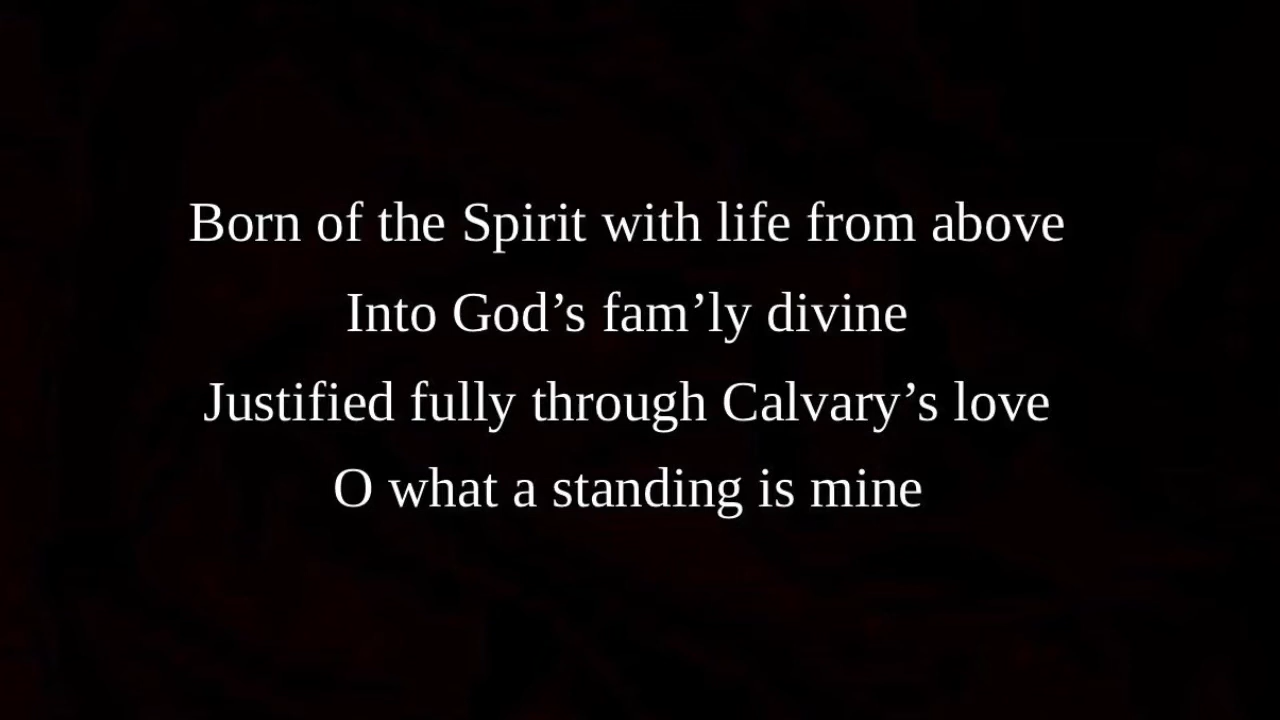 Born of the Spirit with life from above
Into God’s fam’ly divine
Justified fully through Calvary’s love
O what a standing is mine